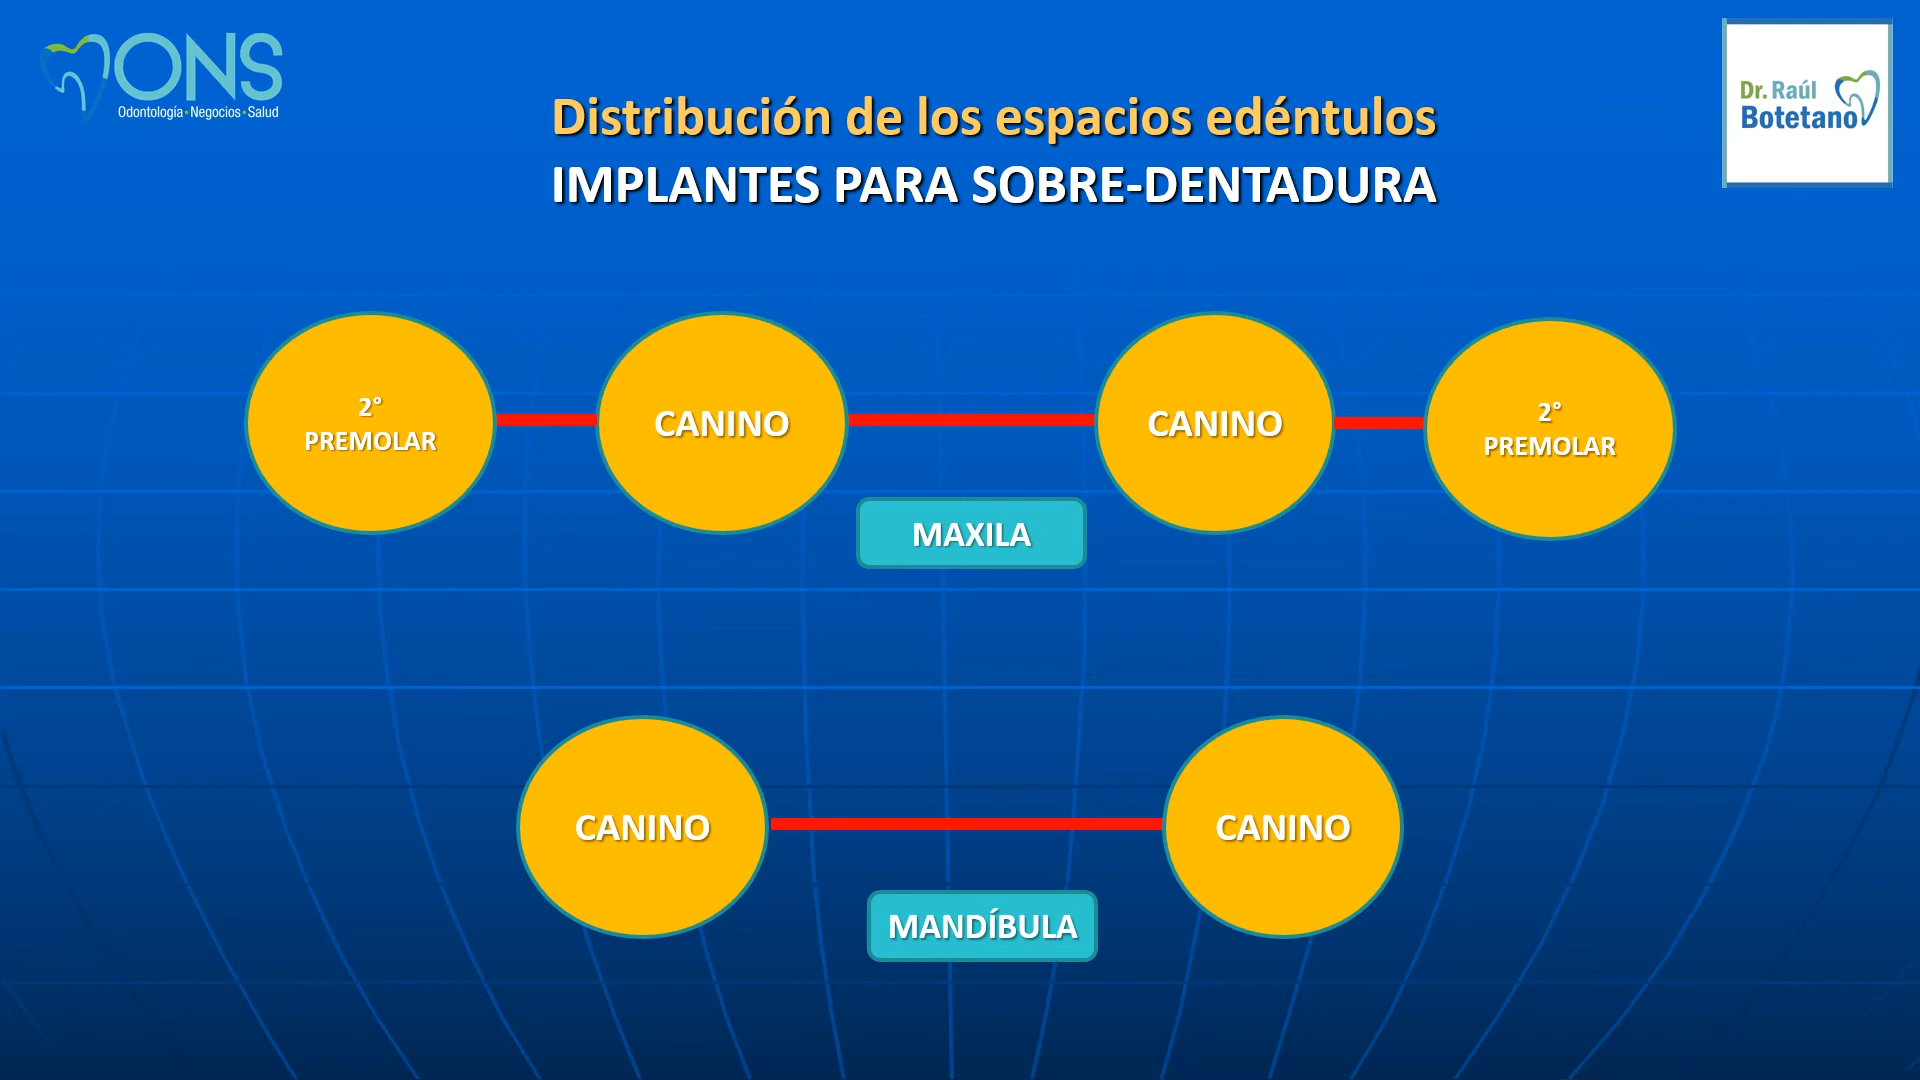 ONS
Odontología•Negocios•Salud
Dr. Raúl
Botetano
Distribución de los espacios edéntulos
IMPLANTES PARA SOBRE-DENTADURA
2°
PREMOLAR
CANINO
CANINO
2°
PREMOLAR
MAXILA
CANINO
CANINO
MANDÍBULA